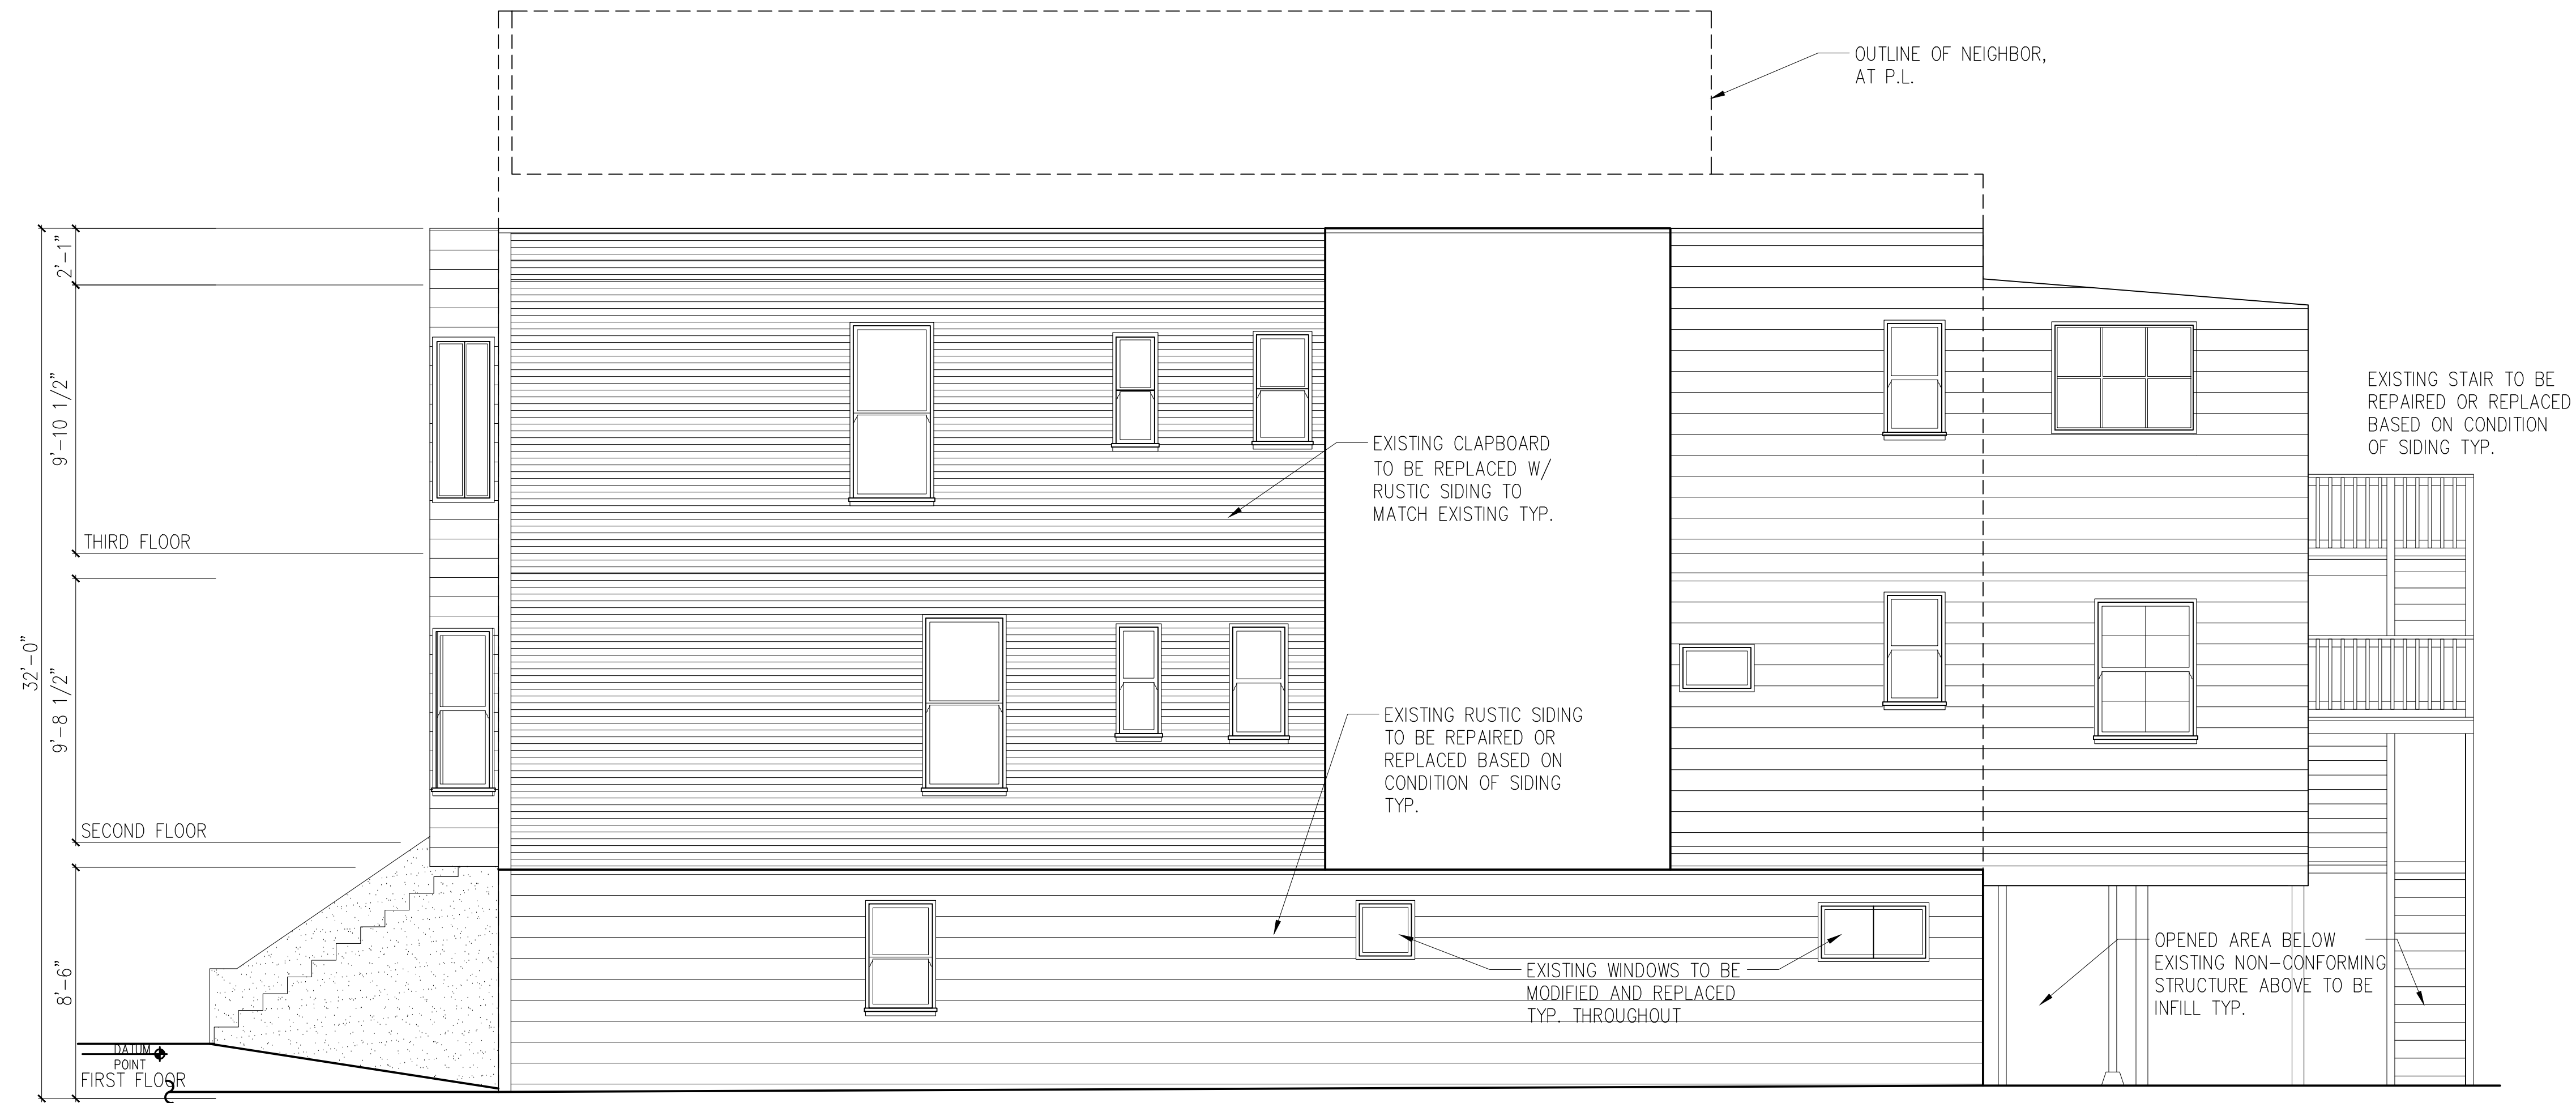 OUTLINE OF NEIGHBOR,
AT P.L.
2'-1"
9'-10 1/2"
EXISTING STAIR TO BE
REPAIRED OR REPLACED
BASED ON CONDITION
OF SIDING TYP.
EXISTING CLAPBOARD
TO BE REPLACED W/
RUSTIC SIDING TO
MATCH EXISTING TYP.
THIRD FLOOR
32'-0"
9'-8 1/2"
EXISTING RUSTIC SIDING
TO BE REPAIRED OR
REPLACED BASED ON
CONDITION OF SIDING
TYP.
SECOND FLOOR
8'-6"
EXISTING WINDOWS TO BE
MODIFIED AND REPLACED
TYP. THROUGHOUT
OPENED AREA BELOW
EXISTING NON-CONFORMING
STRUCTURE ABOVE TO BE
INFILL TYP.
DATUM
POINT
FIRST FLOOR